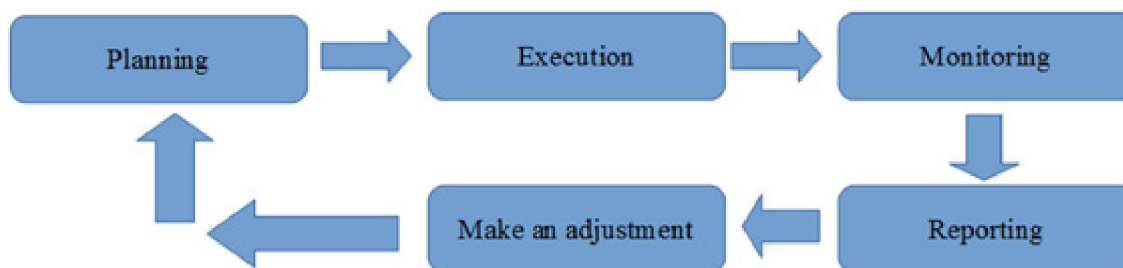 Planning
Execution
Monitoring
Reporting
Make an adjustment